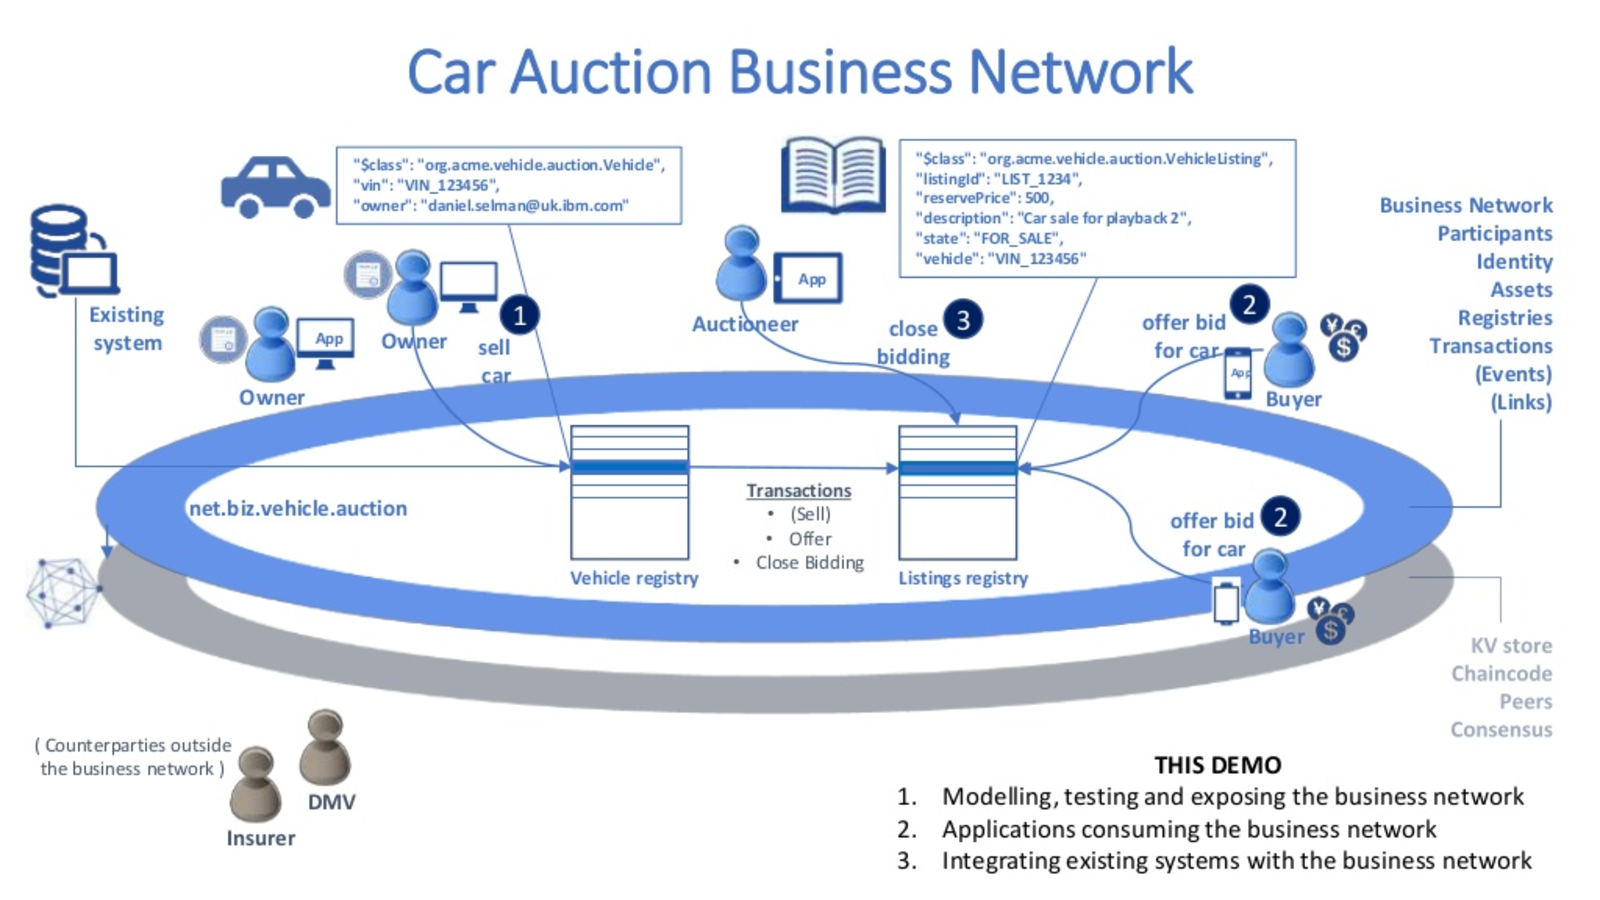 Car Auction Business Network
"$class": "org.acme.vehicle.auction.Vehicle",
"vin": "VIN_123456",
"owner": "daniel.selman@uk.ibm.com"
"$class": "org.acme.vehicle.auction.VehicleListing",
"listingId": "LIST_1234",
"reservePrice": 500,
"description": "Car sale for playback 2",
"state": "FOR_SALE",
"vehicle": "VIN_123456"
Business Network
Participants
Identity
Assets
Registries
Transactions
(Events)
(Links)
Existing
system
App
Owner
Owner
1
sell
car
App
Auctioneer
close
bidding
3
offer bid
for car
2
App
Buyer
¥ £
$
net.biz.vehicle.auction
Vehicle registry
Transactions
• (Sell)
• Offer
• Close Bidding
Listings registry
offer bid
for car
2
Buyer
¥ £
$
KV store
Chaincode
Peers
Consensus
( Counterparties outside
the business network )
DMV
Insurer
THIS DEMO
1. Modelling, testing and exposing the business network
2. Applications consuming the business network
3. Integrating existing systems with the business network